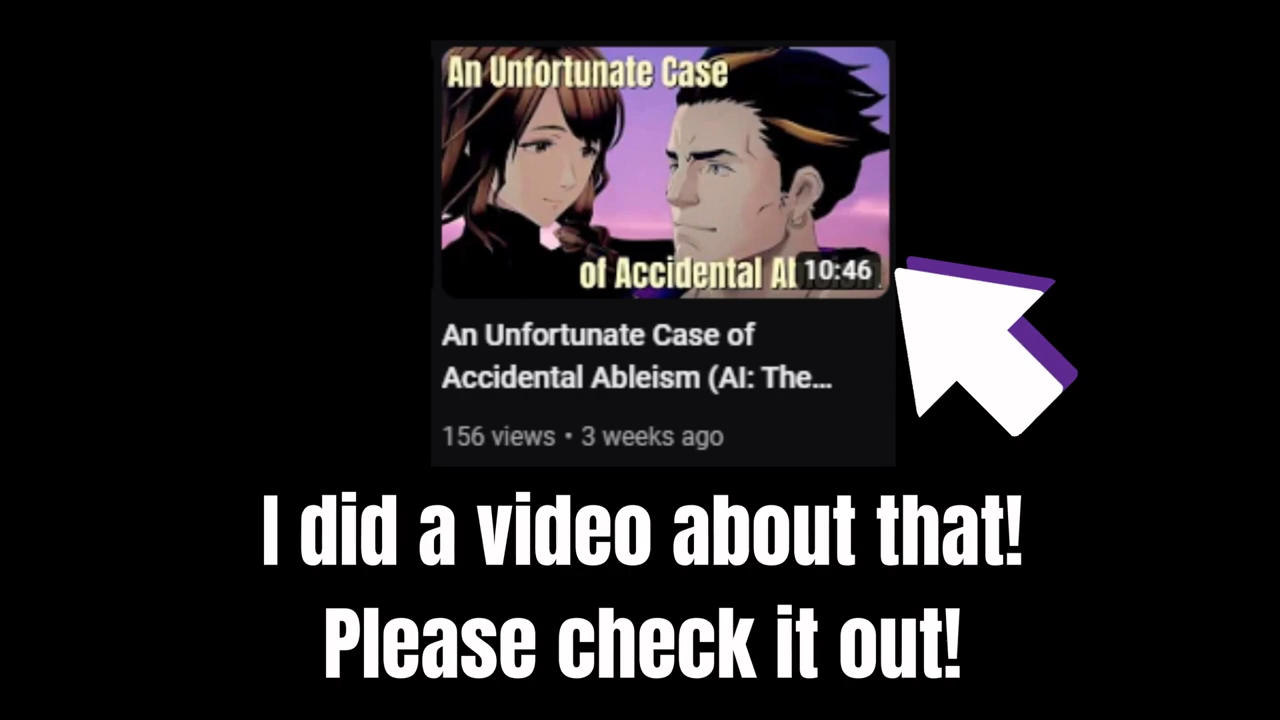 An Unfortunate Case
of Accidental
10:46
An Unfortunate Case of
Accidental Ableism (AI: The...
156 views • 3 weeks ago
I did a video about that!
Please check it out!